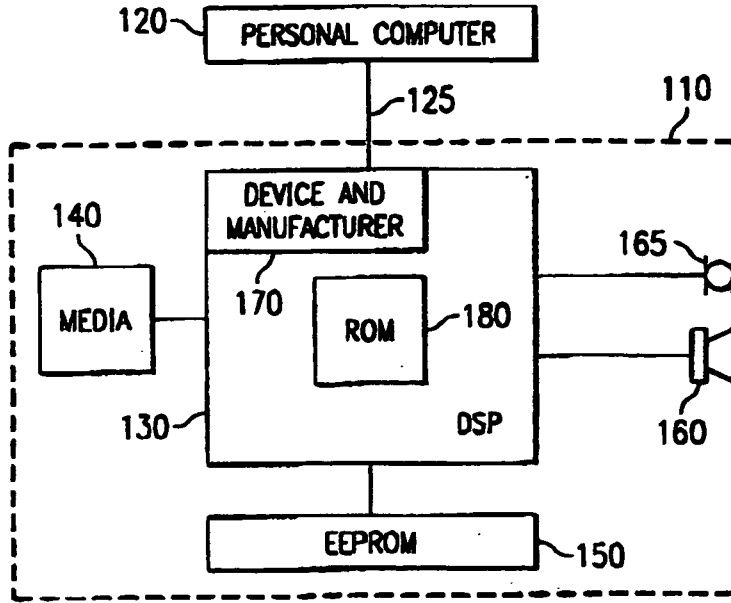 120
PERSONAL COMPUTER
125
110
DEVICE AND
MANUFACTURER
140
170
165
MEDIA
ROM
180
130
DSP
160
EEPROM
150